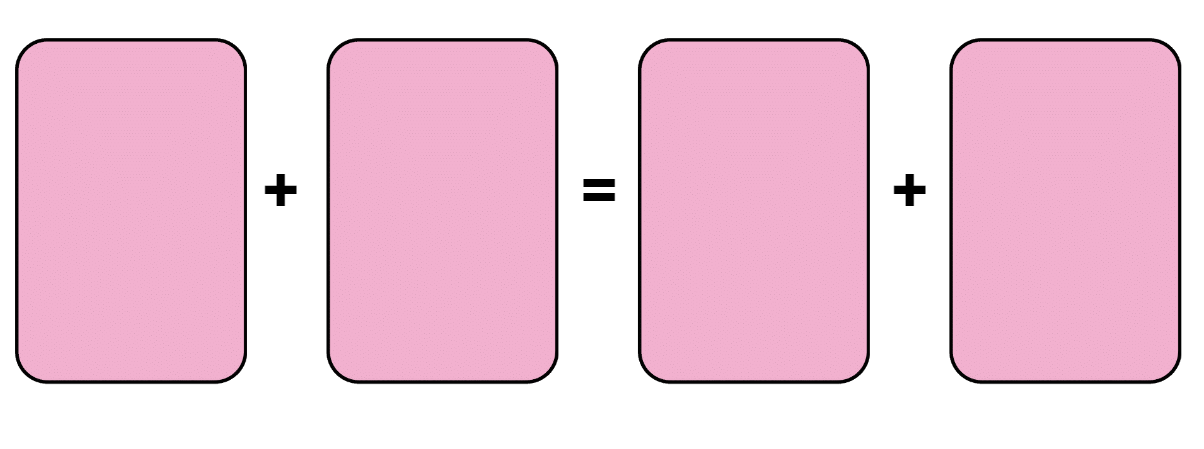 + = +